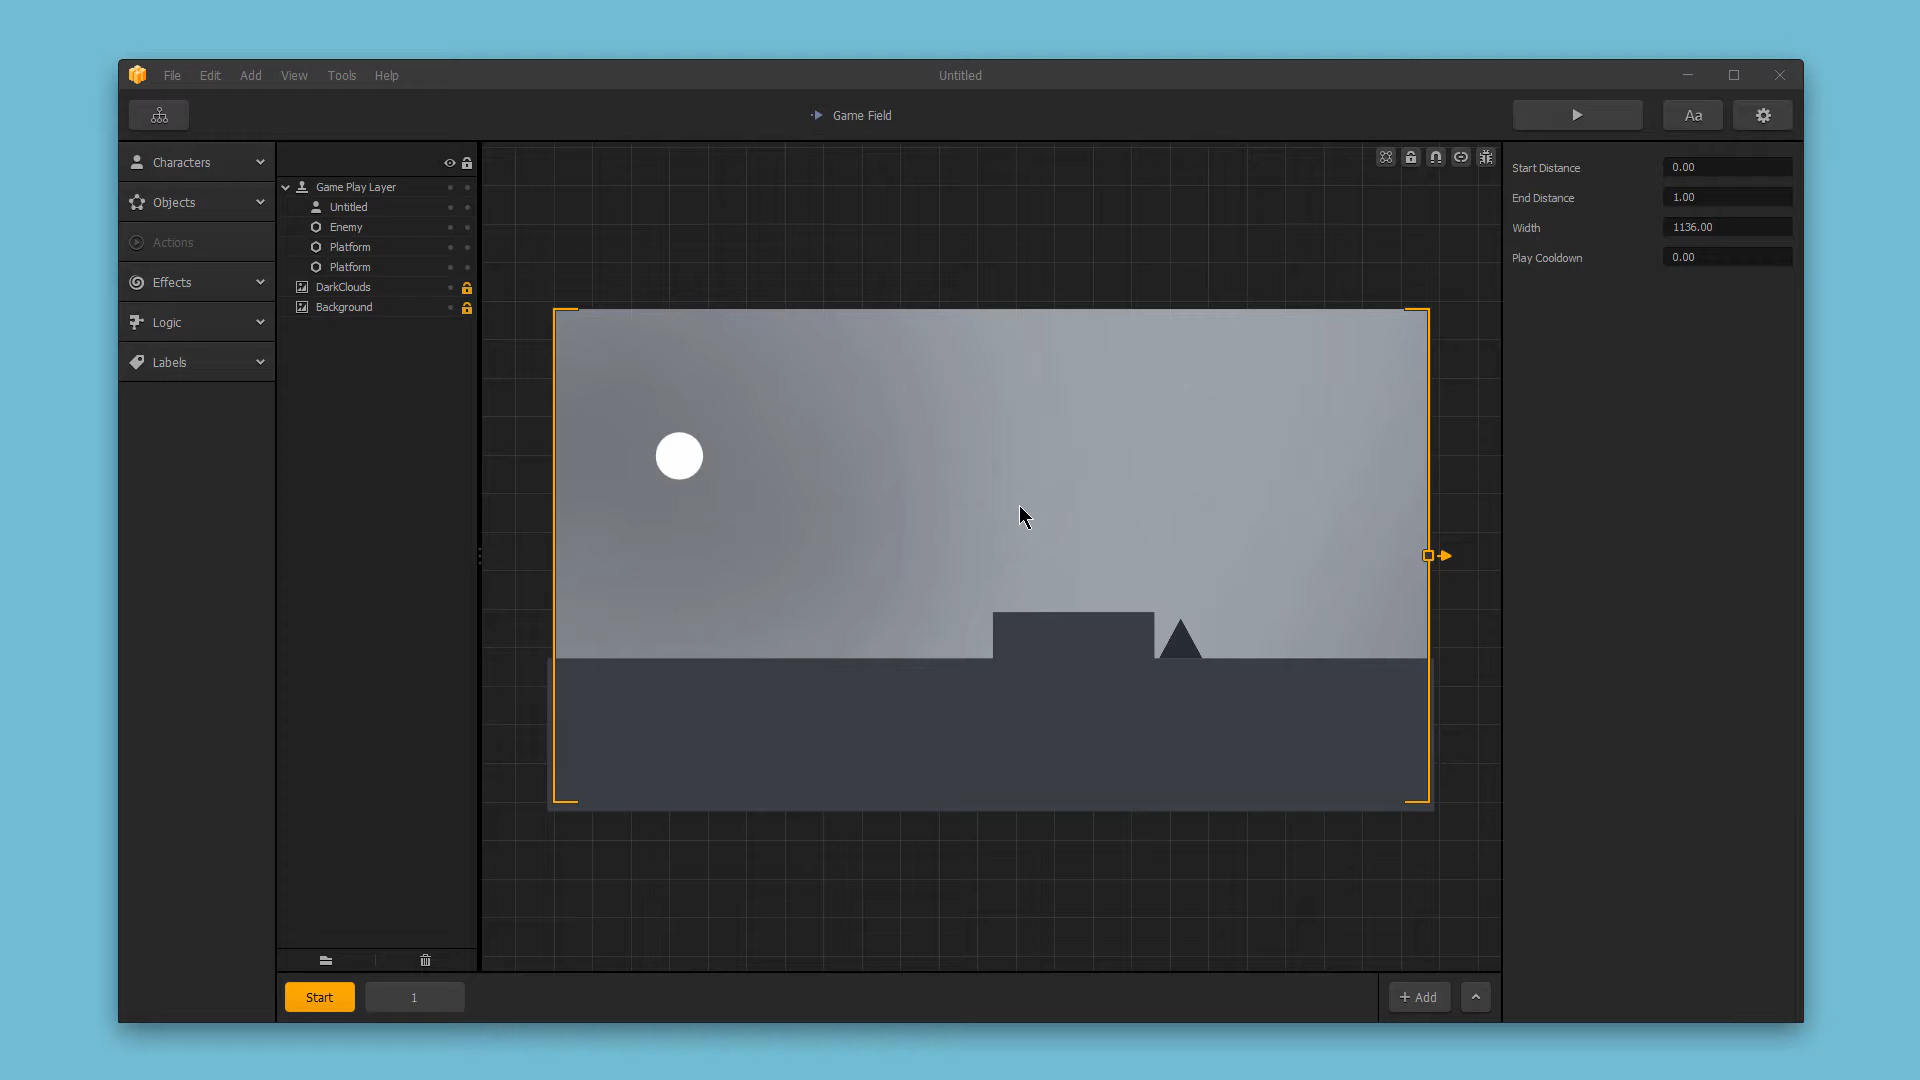 File Edit Add View Tools Help Untitled
Game Field Aa
Characters
Objects
Actions
Effects
Logic
Labels
Game Play Layer
Untitled
Enemy
Platform
Platform
DarkClouds
Background
Start Distance 0.00
End Distance 1.00
Width 1136.00
Play Cooldown 0.00
Start 1 + Add